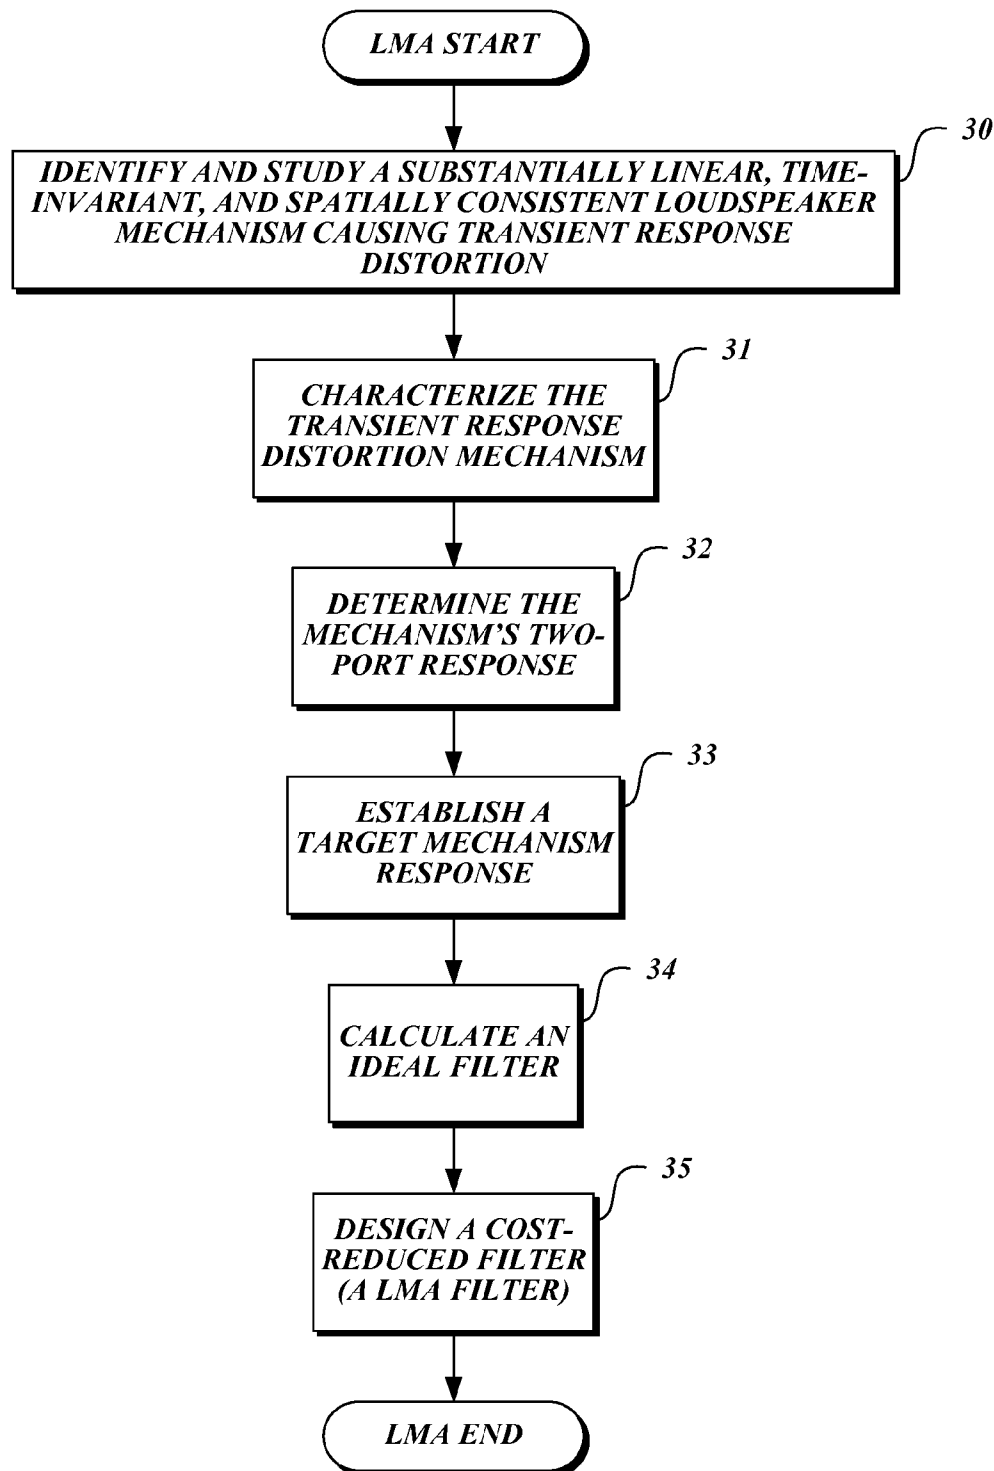 LMA START
30
IDENTIFY AND STUDY A SUBSTANTIALLY LINEAR, TIME-
INVARIANT, AND SPATIALLY CONSISTENT LOUDSPEAKER
MECHANISM CAUSING TRANSIENT RESPONSE
DISTORTION
31
CHARACTERIZE THE
TRANSIENT RESPONSE
DISTORTION MECHANISM
32
DETERMINE THE
MECHANISM'S TWO-
PORT RESPONSE
33
ESTABLISH A
TARGET MECHANISM
RESPONSE
34
CALCULATE AN
IDEAL FILTER
35
DESIGN A COST-
REDUCED FILTER
(A LMA FILTER)
LMA END